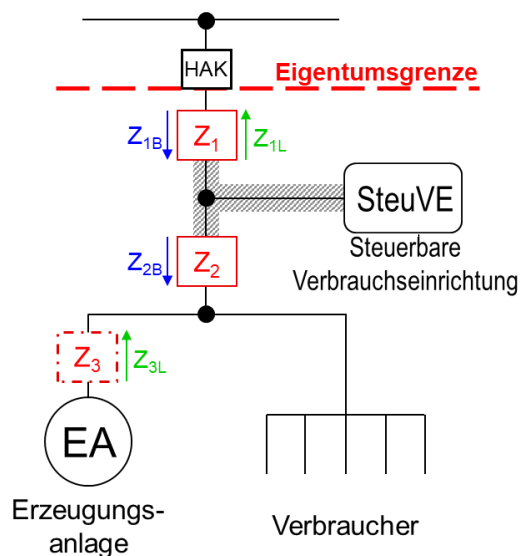 HAK
Eigentumsgrenze
Z1B
Z1
Z1L
SteuVE
Steuerbare
Verbrauchseinrichtung
Z2B
Z2
Z3
Z3L
EA
Erzeugungs-
anlage
Verbraucher